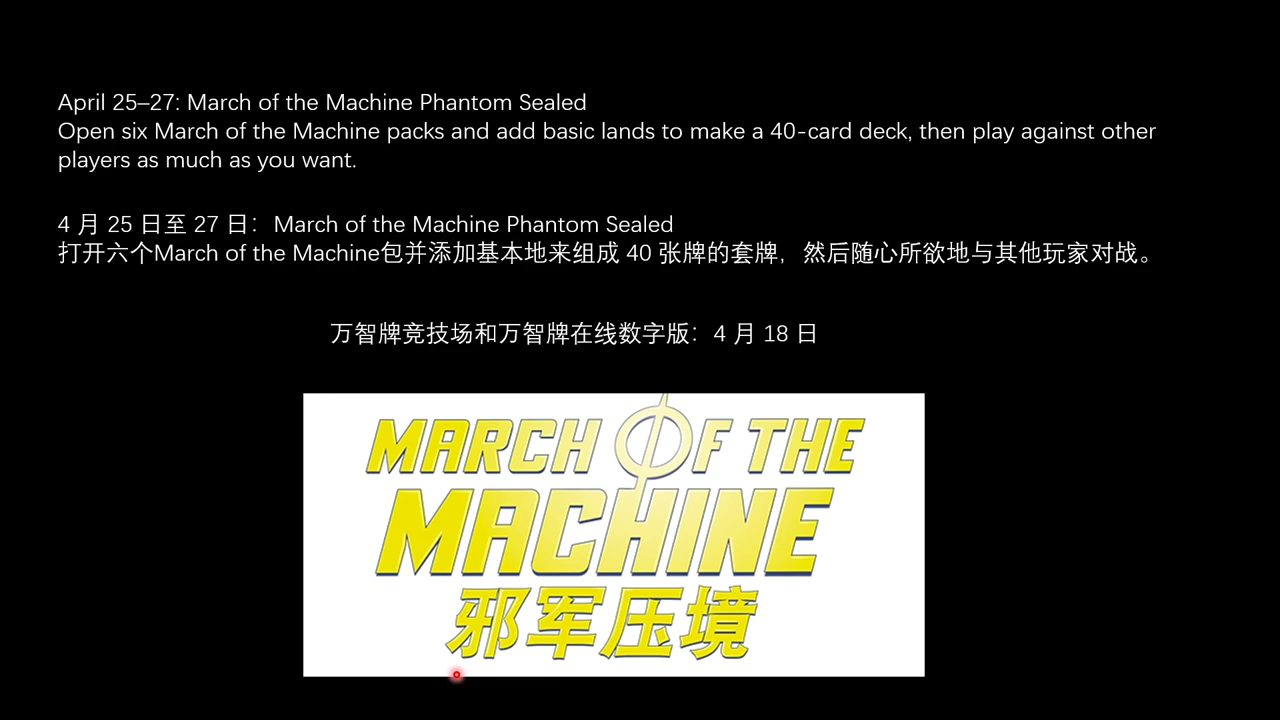 April 25–27: March of the Machine Phantom Sealed
Open six March of the Machine packs and add basic lands to make a 40-card deck, then play against other
players as much as you want.
4 月 25 日至 27 日：March of the Machine Phantom Sealed
打开六个March of the Machine包并添加基本地来组成 40 张牌的套牌，然后随心所欲地与其他玩家对战。
万智牌竞技场和万智牌在线数字版：4 月 18 日
MARCH OF THE
MACHINE
邪军压境